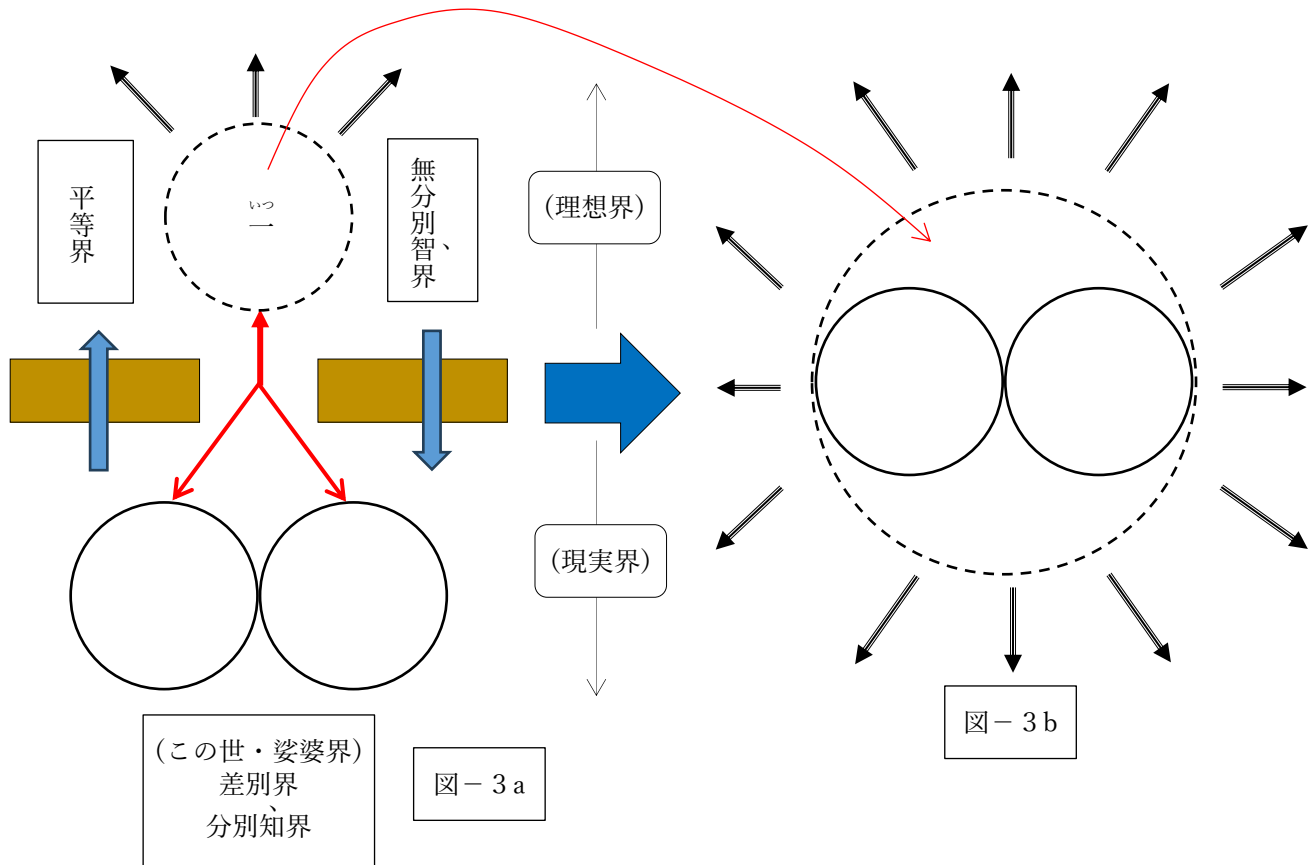 平等界
いつ
一
無分別智、界
(理想界)
(現実界)
(この世・娑婆界)
差別界
、
分別知界
図－３a
図－３b